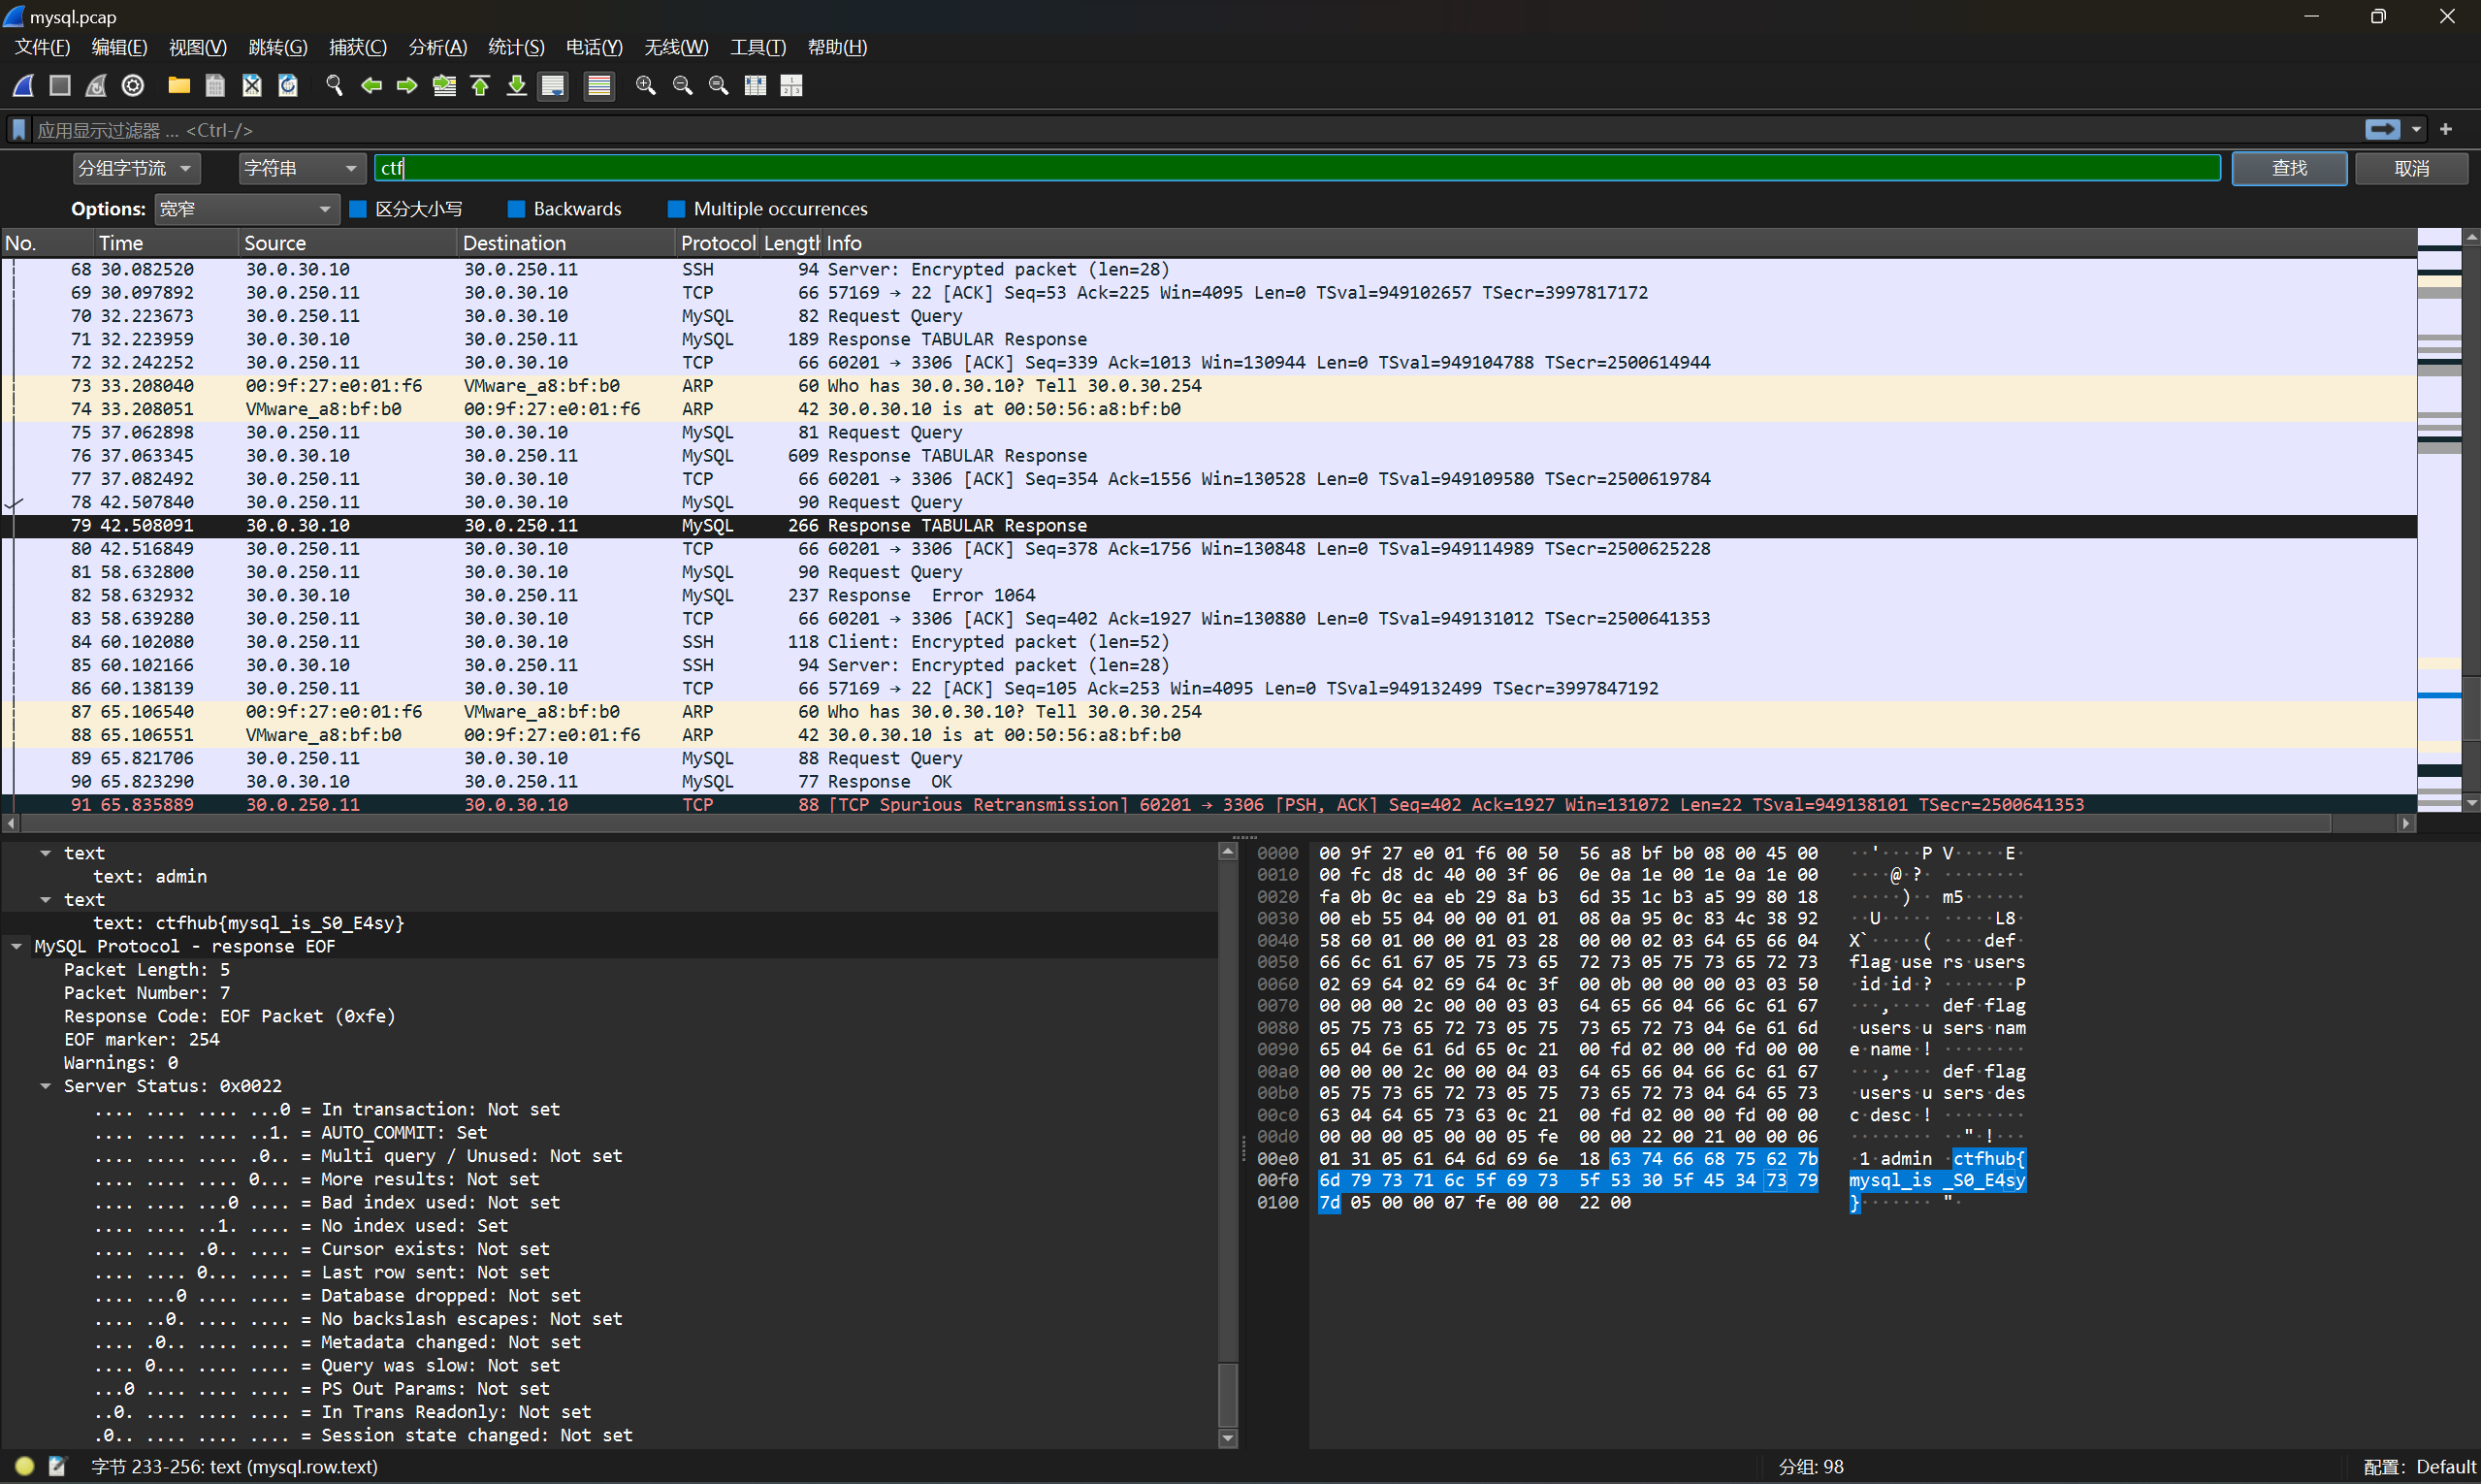 mysql.pcap
文件(F) 编辑(E) 视图(V) 跳转(G) 捕获(C) 分析(A) 统计(S) 电话(Y) 无线(W) 工具(T) 帮助(H)
应用显示过滤器 … <Ctrl-/>
分组字节流 字符串 ctf 查找 取消
Options: 宽窄 区分大小写 Backwards Multiple occurrences
No. Time Source Destination Protocol Lengtl Info
68 30.082520 30.0.30.10 30.0.250.11 SSH 94 Server: Encrypted packet (len=28)
69 30.097892 30.0.250.11 30.0.30.10 TCP 66 57169 → 22 [ACK] Seq=53 Ack=225 Win=4095 Len=0 TSval=949102657 TSecr=3997817172
70 32.223673 30.0.250.11 30.0.30.10 MySQL 82 Request Query
71 32.223959 30.0.30.10 30.0.250.11 MySQL 189 Response TABULAR Response
72 32.242252 30.0.250.11 30.0.30.10 TCP 66 60201 → 3306 [ACK] Seq=339 Ack=1013 Win=130944 Len=0 TSval=949104788 TSecr=2500614944
73 33.208040 00:9f:27:e0:01:f6 VMware_a8:bf:b0 ARP 60 Who has 30.0.30.10? Tell 30.0.30.254
74 33.208051 VMware_a8:bf:b0 00:9f:27:e0:01:f6 ARP 42 30.0.30.10 is at 00:50:56:a8:bf:b0
75 37.062898 30.0.250.11 30.0.30.10 MySQL 81 Request Query
76 37.063345 30.0.30.10 30.0.250.11 MySQL 609 Response TABULAR Response
77 37.082492 30.0.250.11 30.0.30.10 TCP 66 60201 → 3306 [ACK] Seq=354 Ack=1556 Win=130528 Len=0 TSval=949109580 TSecr=2500619784
78 42.507840 30.0.250.11 30.0.30.10 MySQL 90 Request Query
79 42.508091 30.0.30.10 30.0.250.11 MySQL 266 Response TABULAR Response
80 42.516849 30.0.250.11 30.0.30.10 TCP 66 60201 → 3306 [ACK] Seq=378 Ack=1756 Win=130848 Len=0 TSval=949114989 TSecr=2500625228
81 58.632800 30.0.250.11 30.0.30.10 MySQL 90 Request Query
82 58.632932 30.0.30.10 30.0.250.11 MySQL 237 Response Error 1064
83 58.639280 30.0.250.11 30.0.30.10 TCP 66 60201 → 3306 [ACK] Seq=402 Ack=1927 Win=130880 Len=0 TSval=949131012 TSecr=2500641353
84 60.102080 30.0.250.11 30.0.30.10 SSH 118 Client: Encrypted packet (len=52)
85 60.102166 30.0.30.10 30.0.250.11 SSH 94 Server: Encrypted packet (len=28)
86 60.138139 30.0.250.11 30.0.30.10 TCP 66 57169 → 22 [ACK] Seq=105 Ack=253 Win=4095 Len=0 TSval=949132499 TSecr=3997847192
87 65.106540 00:9f:27:e0:01:f6 VMware_a8:bf:b0 ARP 60 Who has 30.0.30.10? Tell 30.0.30.254
88 65.106551 VMware_a8:bf:b0 00:9f:27:e0:01:f6 ARP 42 30.0.30.10 is at 00:50:56:a8:bf:b0
89 65.821706 30.0.250.11 30.0.30.10 MySQL 88 Request Query
90 65.823290 30.0.30.10 30.0.250.11 MySQL 77 Response OK
91 65.835889 30.0.250.11 30.0.30.10 TCP 88 [TCP Spurious Retransmission] 60201 → 3306 [PSH, ACK] Seq=402 Ack=1927 Win=131072 Len=22 TSval=949138101 TSecr=2500641353
text
text: admin
text
text: ctfhub{mysql_is_S0_E4sy}
MySQL Protocol - response EOF
Packet Length: 5
Packet Number: 7
Response Code: EOF Packet (0xfe)
EOF marker: 254
Warnings: 0
Server Status: 0x0022
.... .... .... ...0 = In transaction: Not set
.... .... .... ..1. = AUTO_COMMIT: Set
.... .... .... .0.. = Multi query / Unused: Not set
.... .... .... 0... = More results: Not set
.... .... ...0 .... = Bad index used: Not set
.... .... ..1. .... = No index used: Set
.... .... .0.. .... = Cursor exists: Not set
.... .... 0... .... = Last row sent: Not set
.... ...0 .... .... = Database dropped: Not set
.... ..0. .... .... = No backslash escapes: Not set
.... .0.. .... .... = Metadata changed: Not set
.... 0... .... .... = Query was slow: Not set
...0 .... .... .... = PS Out Params: Not set
..0. .... .... .... = In Trans Readonly: Not set
.0.. .... .... .... = Session state changed: Not set
0000 00 9f 27 e0 01 f6 00 50 56 a8 bf b0 08 00 45 00 ··'····P V·····E·
0010 00 fc d8 dc 40 00 3f 06 0e 0a 1e 00 1e 0a 1e 00 ····@·?· ········
0020 fa 0b 0c ea eb 29 8a b3 6d 35 1c b3 a5 99 80 18 ·····)·· m5······
0030 00 eb 55 04 00 00 01 01 08 0a 95 0c 83 4c 38 92 ··U····· ·····L8·
0040 58 60 01 00 00 01 03 28 00 00 02 03 64 65 66 04 X`·····( ····def·
0050 66 6c 61 67 05 75 73 65 72 73 05 75 73 65 72 73 flag·use rs·users
0060 02 69 64 02 69 64 0c 3f 00 0b 00 00 00 03 03 50 ·id·id·? ·······P
0070 00 00 00 2c 00 00 03 03 64 65 66 04 66 6c 61 67 ···,···· def·flag
0080 05 75 73 65 72 73 05 75 73 65 72 73 04 6e 61 6d ·users·u sers·nam
0090 65 04 6e 61 6d 65 0c 21 00 fd 02 00 00 fd 00 00 e·name·! ········
00a0 00 00 00 2c 00 00 04 03 64 65 66 04 66 6c 61 67 ···,···· def·flag
00b0 05 75 73 65 72 73 05 75 73 65 72 73 04 64 65 73 ·users·u sers·des
00c0 63 04 64 65 73 63 0c 21 00 fd 02 00 00 fd 00 00 c·desc·! ········
00d0 00 00 00 05 00 00 05 fe 00 00 22 00 21 00 00 06 ········ ··"·!···
00e0 01 31 05 61 64 6d 69 6e 18 63 74 66 68 75 62 7b ·1·admin ·ctfhub{
00f0 6d 79 73 71 6c 5f 69 73 5f 53 30 5f 45 34 73 79 mysql_is _S0_E4sy
0100 7d 05 00 00 07 fe 00 00 22 00 }······· "·
字节 233-256: text (mysql.row.text) 分组: 98 配置: Default